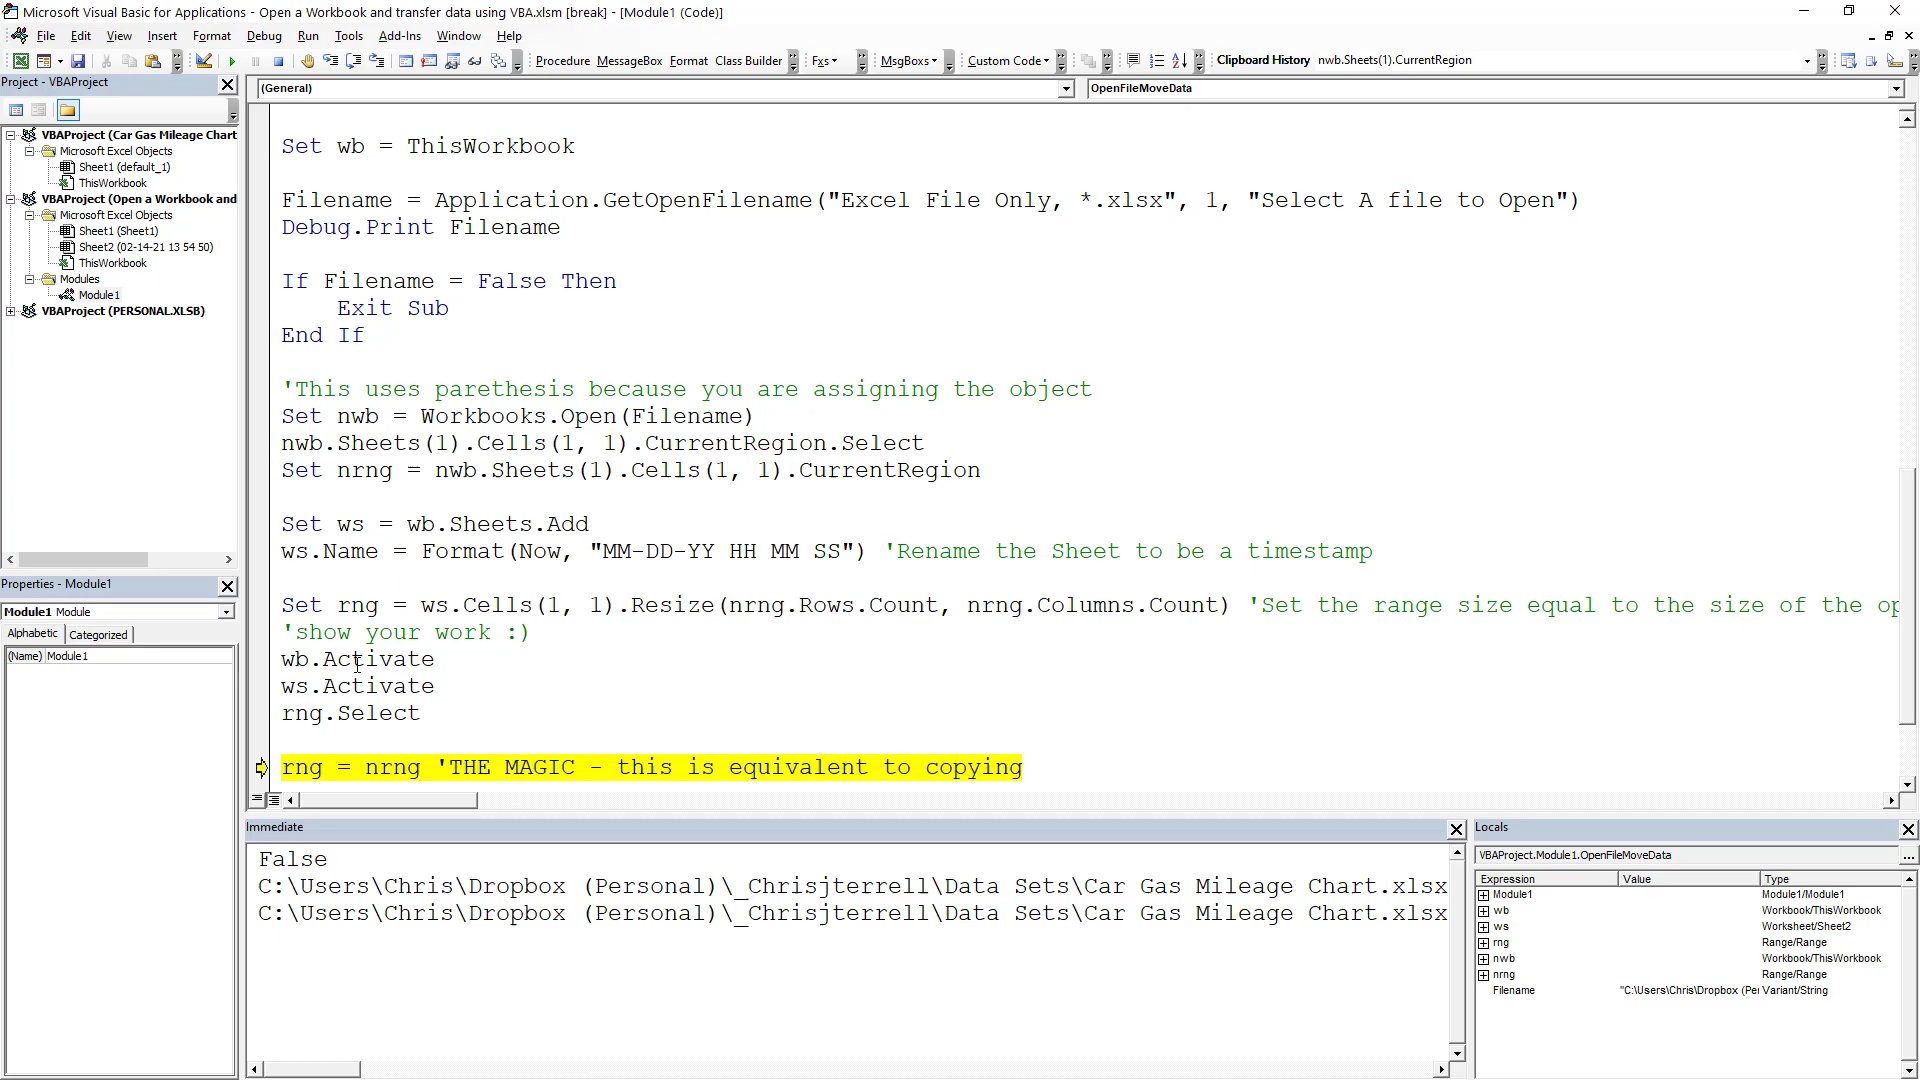 Microsoft Visual Basic for Applications - Open a Workbook and transfer data using VBA.xlsm [break] - [Module1 (Code)]
File Edit View Insert Format Debug Run Tools Add-Ins Window Help
Procedure MessageBox Format Class Builder Fxs MsgBoxs Custom Code Clipboard History nwb.Sheets(1).CurrentRegion
Project - VBAProject
VBAProject (Car Gas Mileage Chart
Microsoft Excel Objects
Sheet1 (default_1)
ThisWorkbook
VBAProject (Open a Workbook and
Microsoft Excel Objects
Sheet1 (Sheet1)
Sheet2 (02-14-21 13 54 50)
ThisWorkbook
Modules
Module1
VBAProject (PERSONAL.XLSB)
Properties - Module1
Module1 Module
Alphabetic Categorized
(Name) Module1
(General) OpenFileMoveData
Set wb = ThisWorkbook
Filename = Application.GetOpenFilename("Excel File Only, *.xlsx", 1, "Select A file to Open")
Debug.Print Filename
If Filename = False Then
Exit Sub
End If
'This uses parethesis because you are assigning the object
Set nwb = Workbooks.Open(Filename)
nwb.Sheets(1).Cells(1, 1).CurrentRegion.Select
Set nrng = nwb.Sheets(1).Cells(1, 1).CurrentRegion
Set ws = wb.Sheets.Add
ws.Name = Format(Now, "MM-DD-YY HH MM SS") 'Rename the Sheet to be a timestamp
Set rng = ws.Cells(1, 1).Resize(nrng.Rows.Count, nrng.Columns.Count) 'Set the range size equal to the size of the op
'show your work :)
wb.Activate
ws.Activate
rng.Select
rng = nrng 'THE MAGIC - this is equivalent to copying
Immediate
False
C:\Users\Chris\Dropbox (Personal)\_Chrisjterrell\Data Sets\Car Gas Mileage Chart.xlsx
C:\Users\Chris\Dropbox (Personal)\_Chrisjterrell\Data Sets\Car Gas Mileage Chart.xlsx
Locals
VBAProject.Module1.OpenFileMoveData
Expression Value Type
Module1 Module1/Module1
wb Workbook/ThisWorkbook
ws Worksheet/Sheet2
rng Range/Range
nwb Workbook/ThisWorkbook
nrng Range/Range
Filename "C:\Users\Chris\Dropbox (Per Variant/String